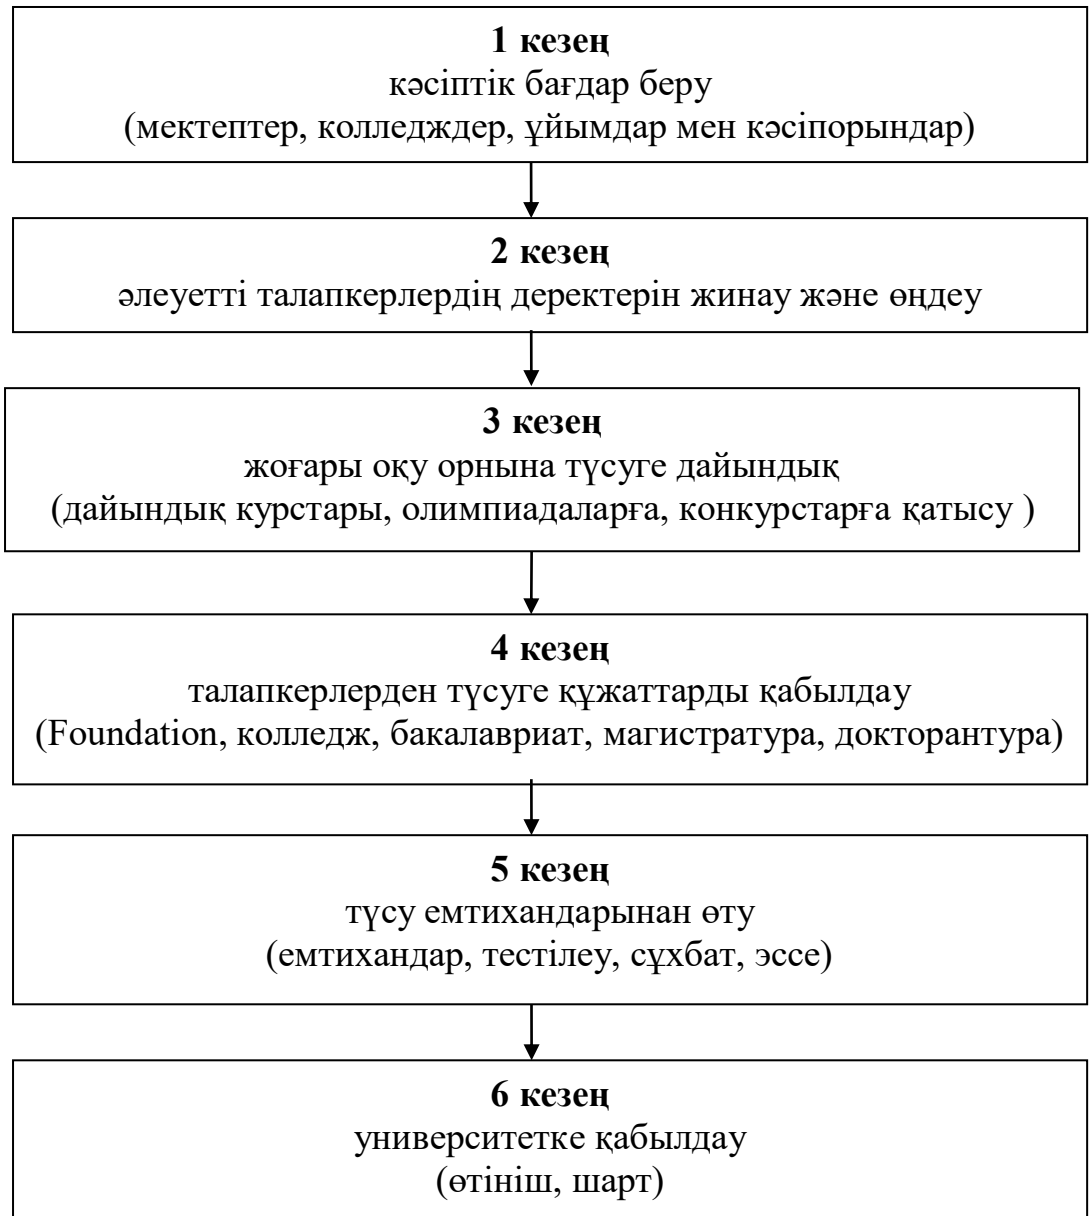 1 кезең
кәсіптік бағдар беру
(мектептер, колледждер, ұйымдар мен кәсіпорындар)
2 кезең
әлеуетті талапкерлердің деректерін жинау және өңдеу
3 кезең
жоғары оқу орнына түсуге дайындық
(дайындық курстары, олимпиадаларға, конкурстарға қатысу )
4 кезең
талапкерлерден түсуге құжаттарды қабылдау
(Foundation, колледж, бакалавриат, магистратура, докторантура)
5 кезең
түсу емтихандарынан өту
(емтихандар, тестілеу, сұхбат, эссе)
6 кезең
университетке қабылдау
(өтініш, шарт)